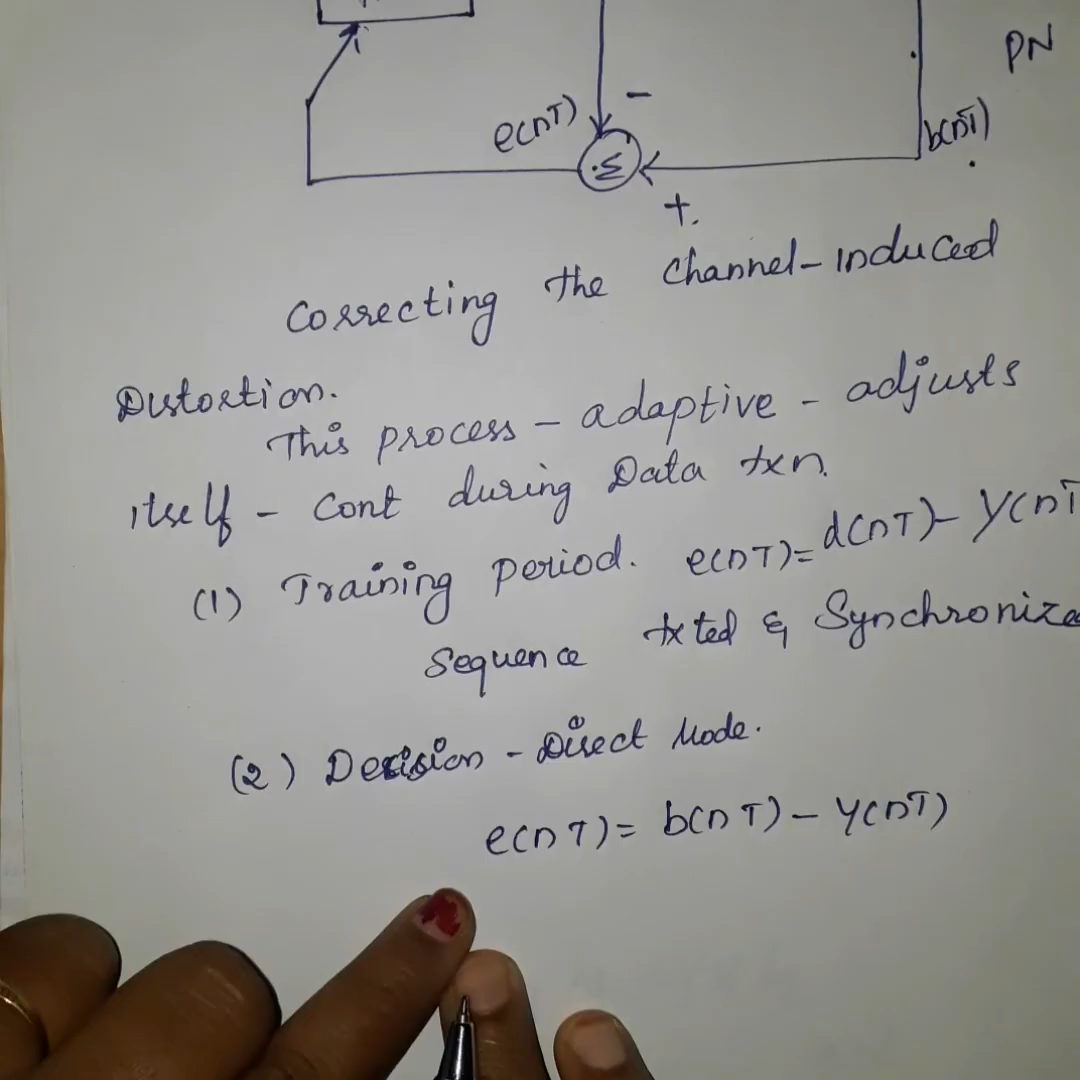 PN
e(nT) -
b(nT)
Σ
+
Correcting the channel-induced
Distortion.
This process - adaptive - adjusts
itself - Cont during Data txn.
(1) Training period. e(nT)= d(nT)- y(nT
sequence txted & Synchronized
(2) Decision - Direct Mode.
e(nT)= b(nT) - y(nT)